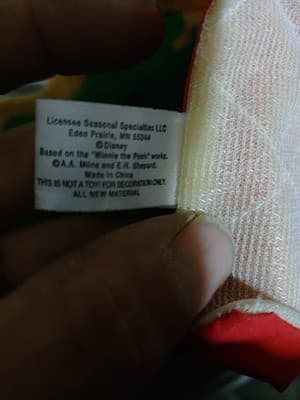 Licensee Seasonal Specialties LLC
Eden Prairie, MN 55344
©Disney
Based on the "Winnie the Pooh" works.
©A.A. Milne and E.H. Shepard.
Made in China
THIS IS NOT A TOY! FOR DECORATION ONLY.
ALL NEW MATERIAL